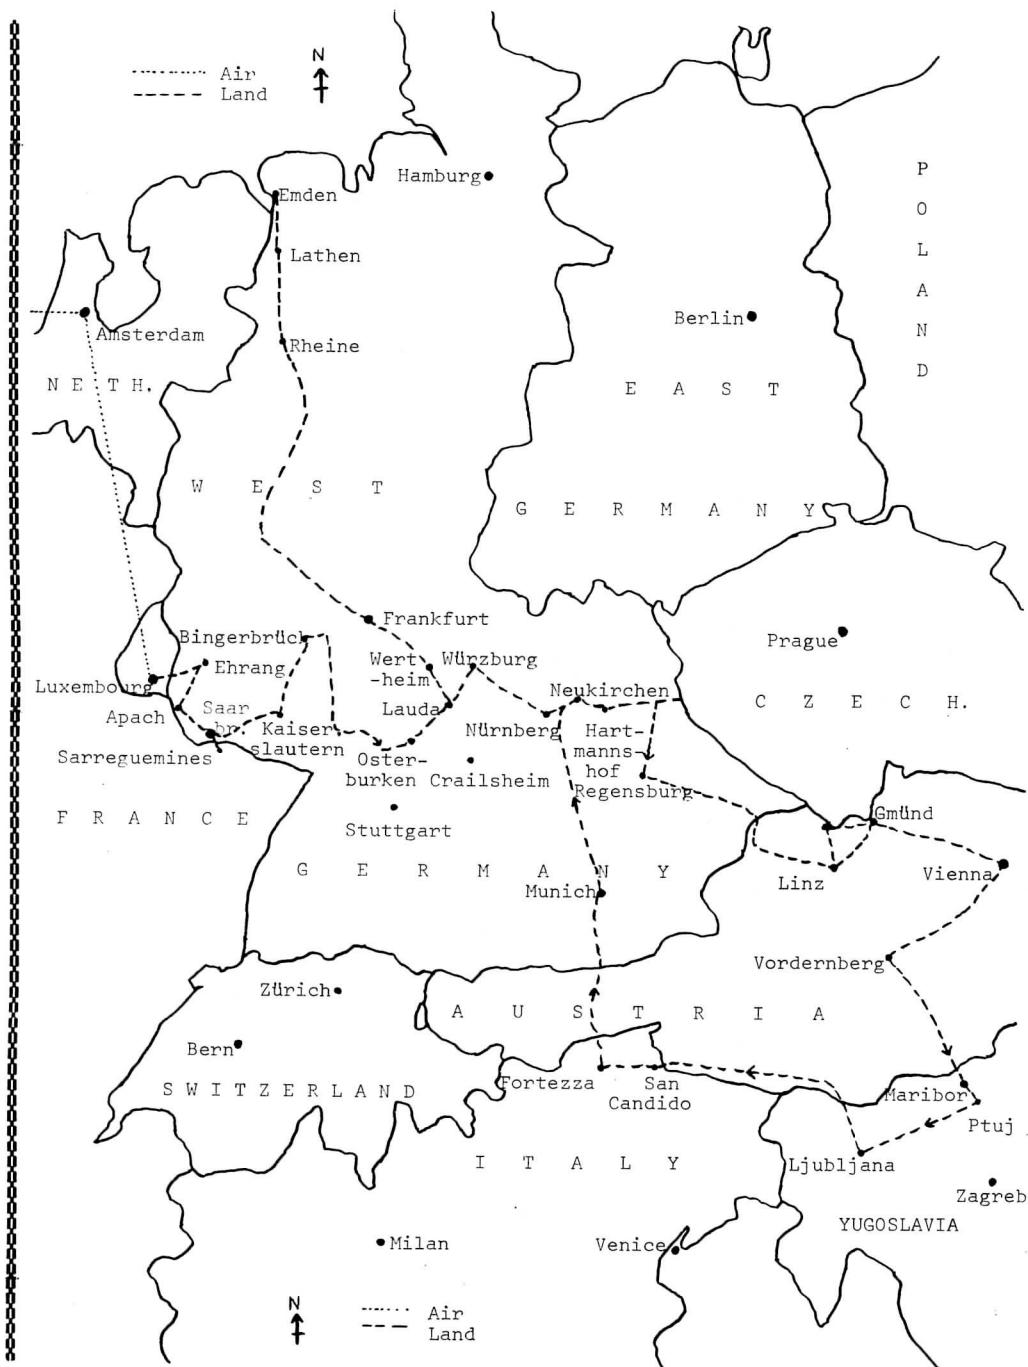 N
Air
Land
Hamburg
Emden
Lathen
P
O
L
A
N
D
Berlin
Amsterdam
Rheine
N E T H.
E A S T
W E S T
G E R M A N Y
Frankfurt
Bingerbrück
Prague
Ehrang
Wert
-heim
Würzburg
Luxembourg
Neukirchen
C Z E C H.
Apach
Saar
br.
Kaiser
slautern
Lauda
Nürnberg
Hart-
manns-
hof
Sarreguemines
Oster-
burken
Crailsheim
Regensburg
F R A N C E
Stuttgart
Gmünd
G E R M A N Y
Munich
Linz
Vienna
Vordernberg
Zürich
A U S T R I A
Bern
SWITZERLAND
Fortezza
San
Candido
Maribor
Ptuj
I T A L Y
Ljubljana
Zagreb
YUGOSLAVIA
Milan
Venice
N
Air
Land